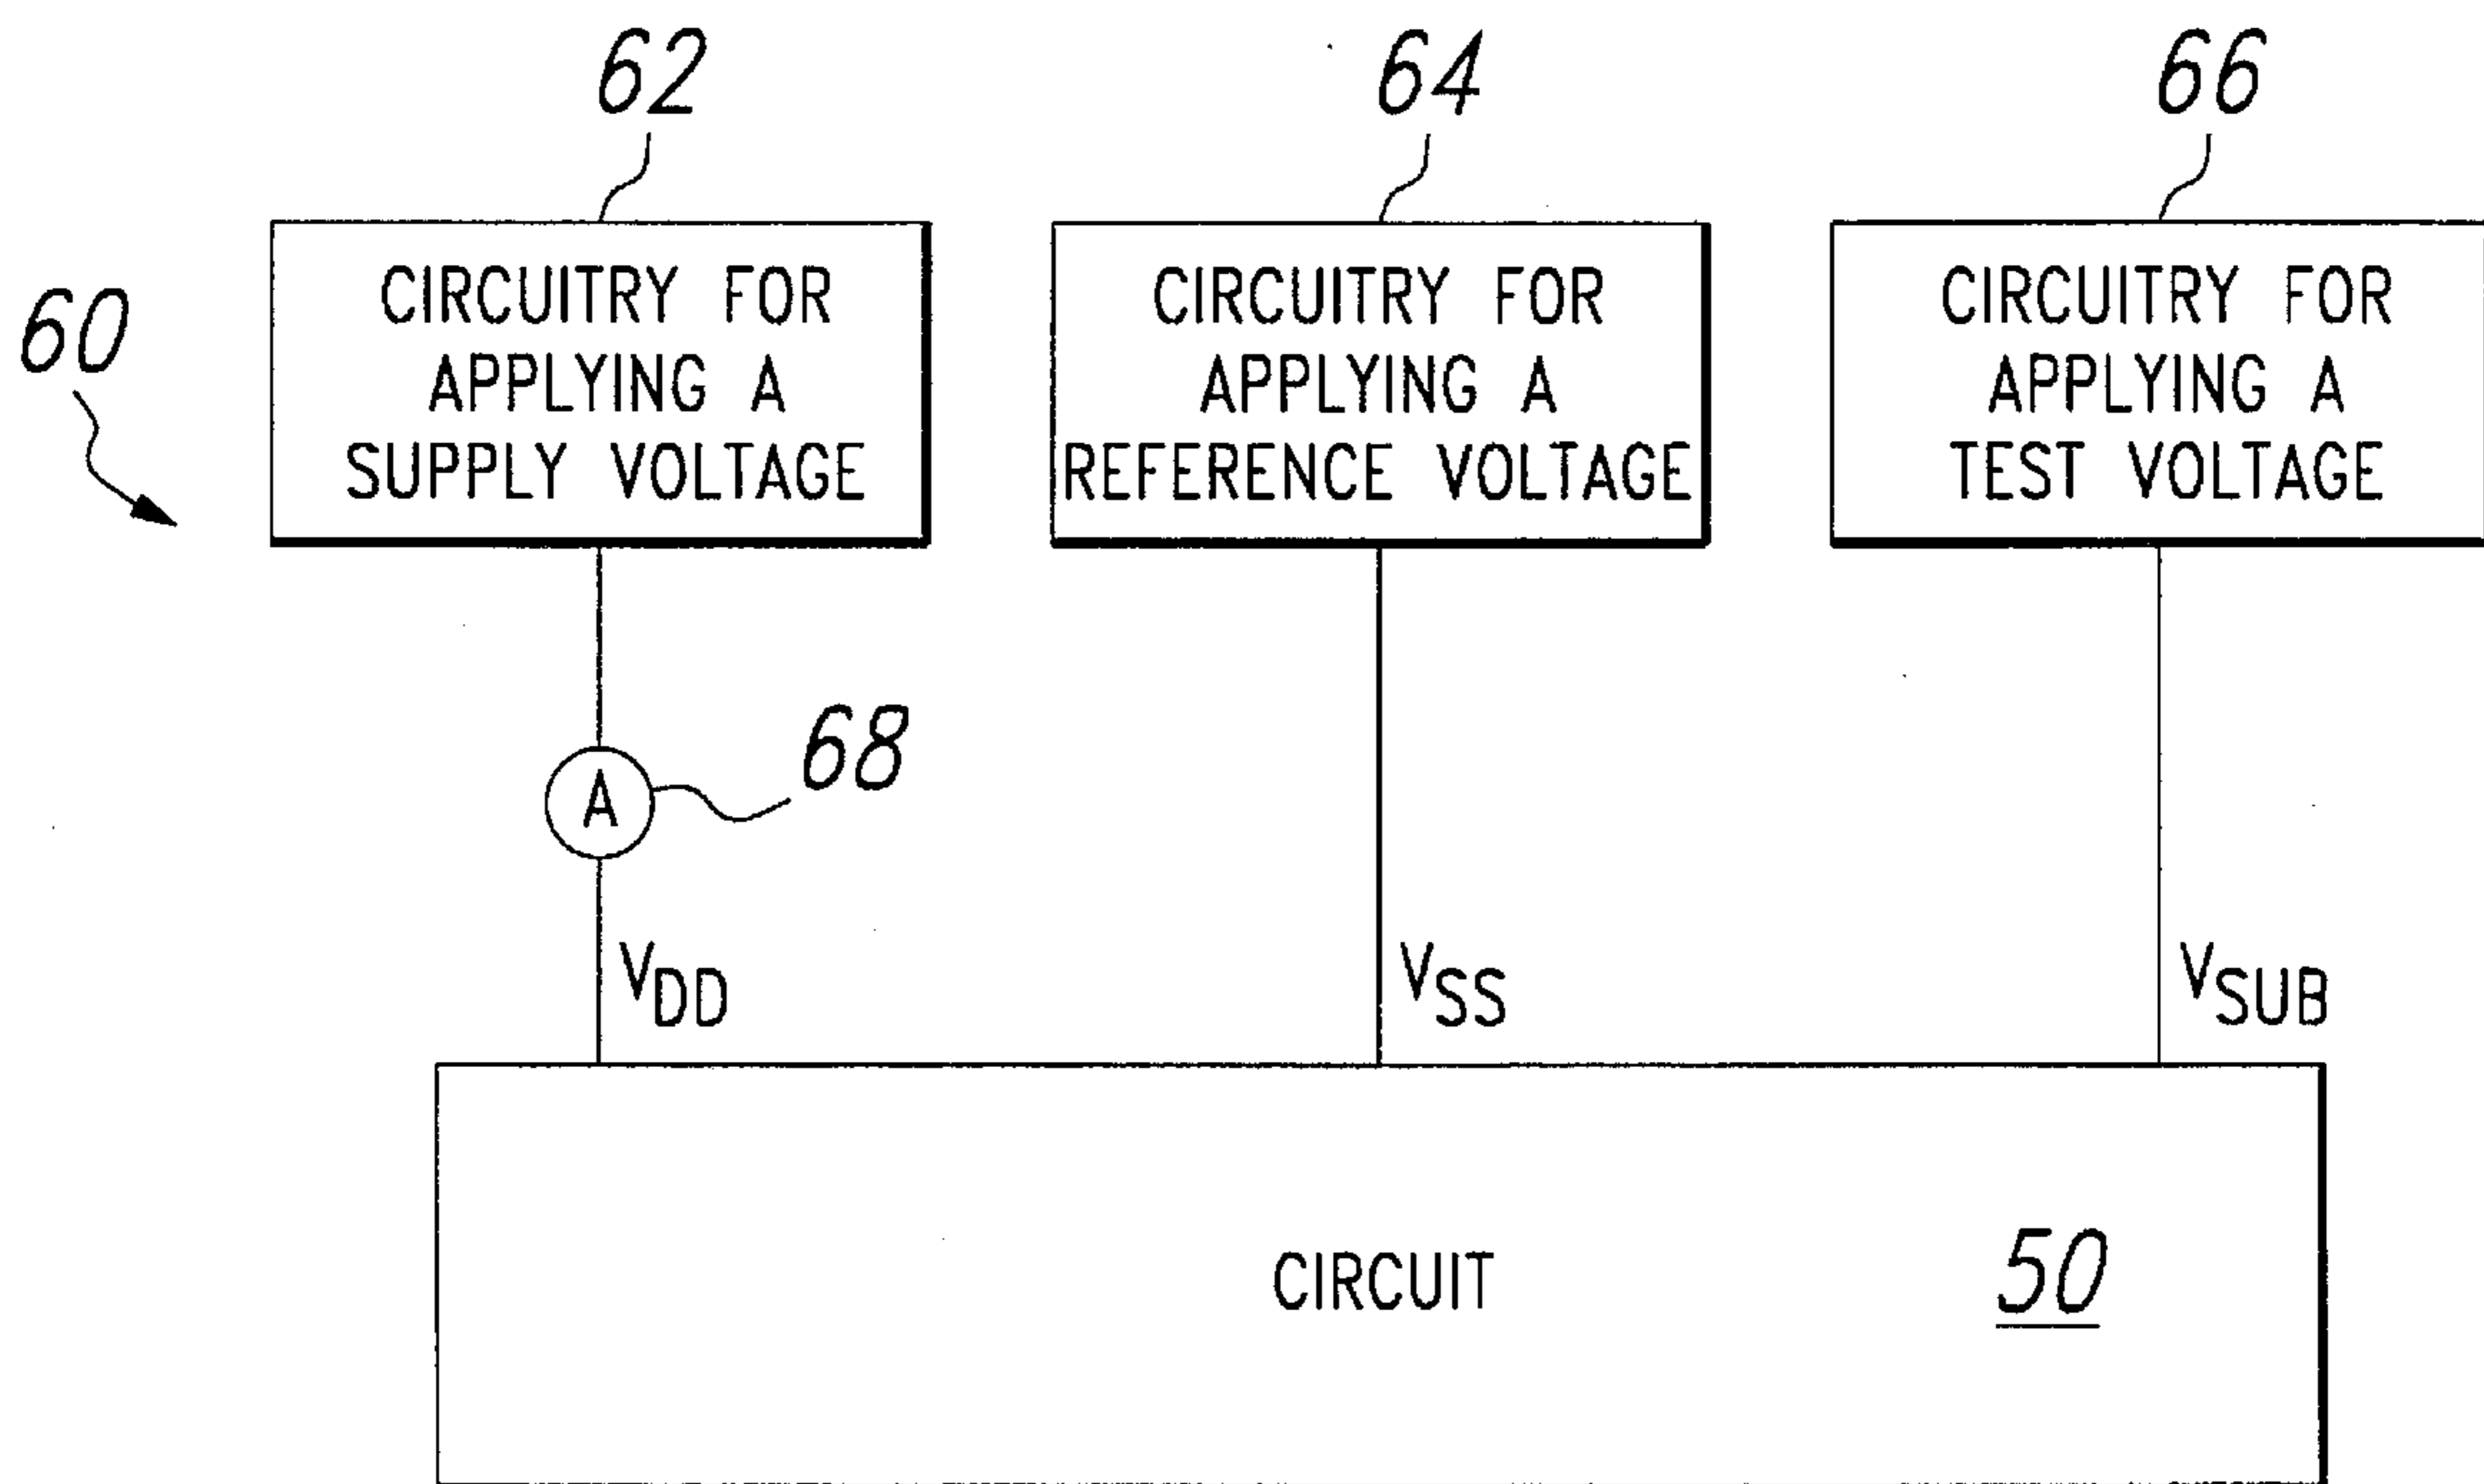 62
64
66
60
CIRCUITRY FOR
APPLYING A
SUPPLY VOLTAGE
CIRCUITRY FOR
APPLYING A
REFERENCE VOLTAGE
CIRCUITRY FOR
APPLYING A
TEST VOLTAGE
A
68
VDD
VSS
VSUB
CIRCUIT
50